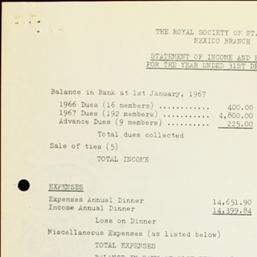 THE ROYAL SOCIETY OF ST.
MEXICO BRANCH
STATEMENT OF INCOME AND
FOR THE YEAR ENDED 31ST
Balance in Bank at 1st January, 1967
1966 Dues (16 members) ........... 400.00
1967 Dues (192 members) .......... 4,800.00
Advance Dues (9 members) ......... 225.00
Total dues collected
Sale of ties (5)
TOTAL INCOME
EXPENSES
Expenses Annual Dinner 14,651.90
Income Annual Dinner 14,399.84
Loss on Dinner
Miscellaneous Expenses (as listed below)
TOTAL EXPENSES